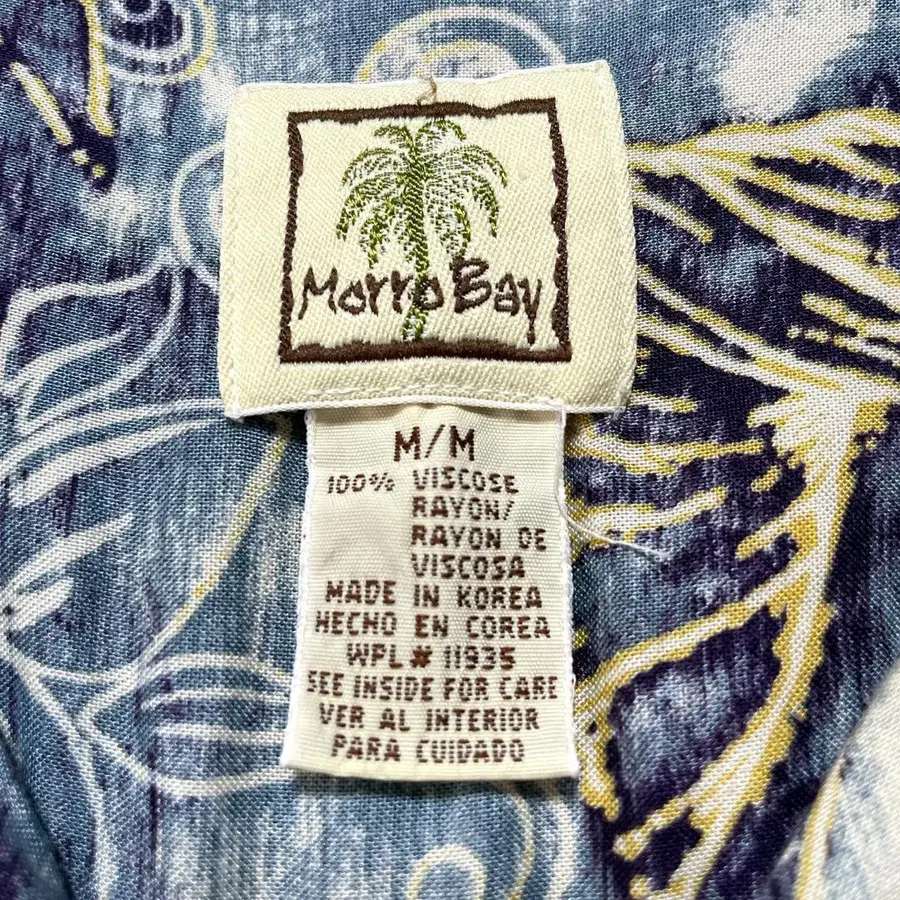 Morro Bay
M/M
100% VISCOSE
RAYON/
RAYON DE
VISCOSA
MADE IN KOREA
HECHO EN COREA
WPL# 11935
SEE INSIDE FOR CARE
VER AL INTERIOR
PARA CUIDADO